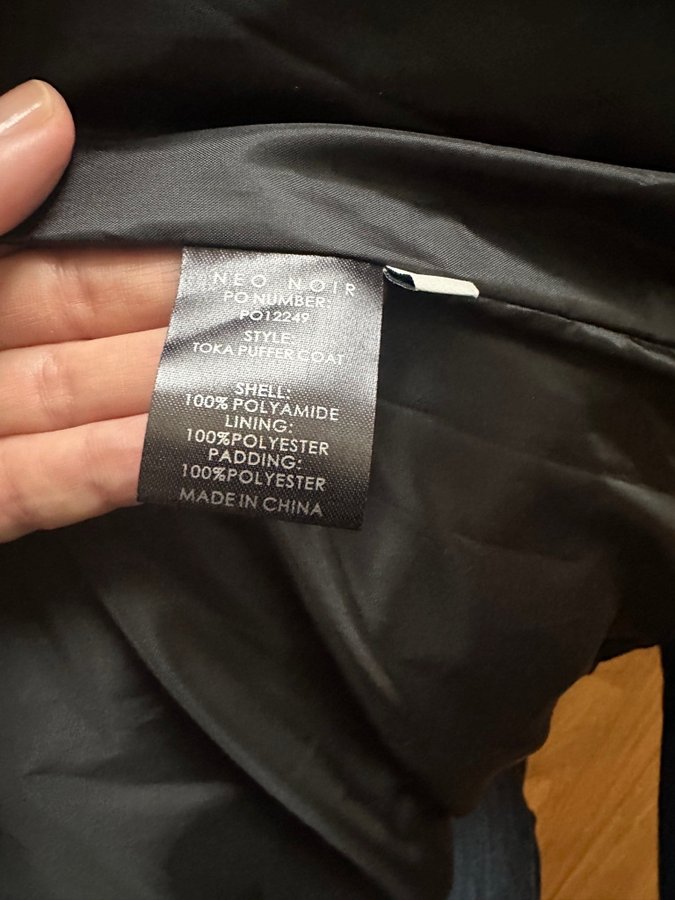 NEO NOIR
PO NUMBER:
PO12249
STYLE:
TOKA PUFFER COAT
SHELL:
100% POLYAMIDE
LINING:
100%POLYESTER
PADDING:
100%POLYESTER
MADE IN CHINA